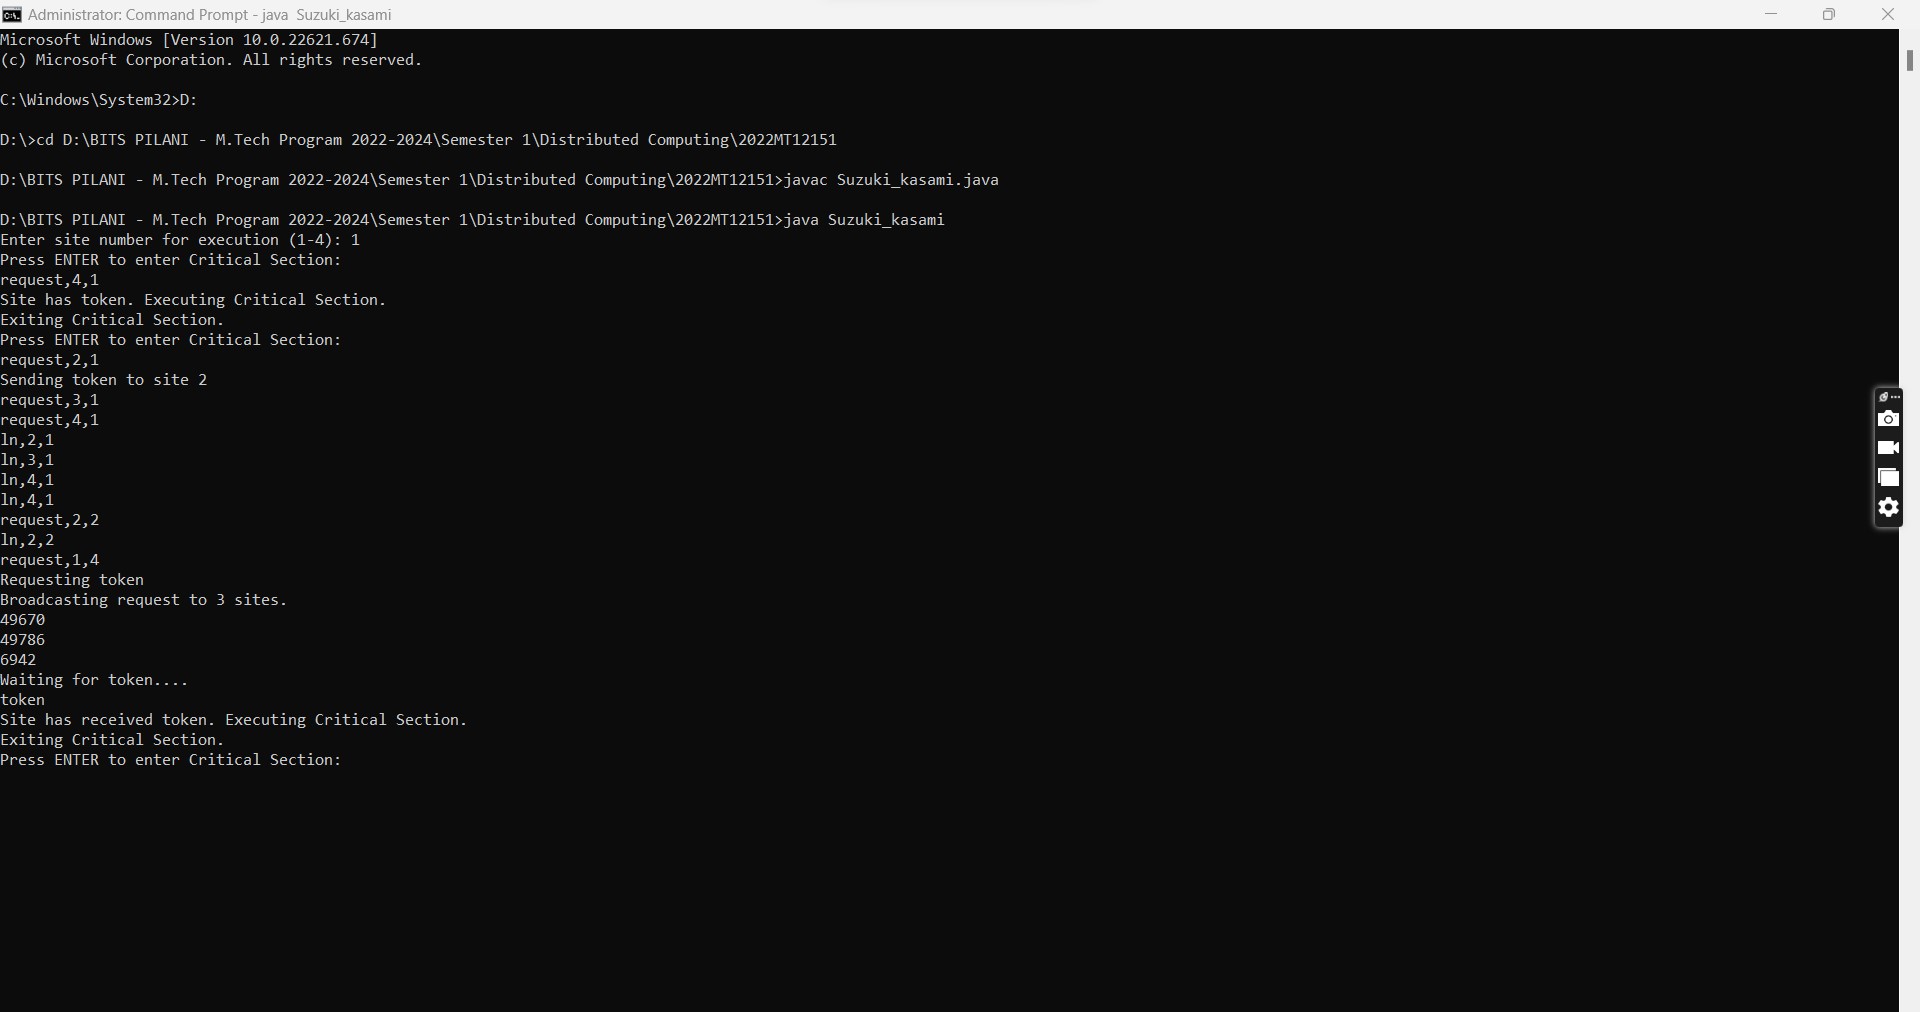 Administrator: Command Prompt - java  Suzuki_kasami
Microsoft Windows [Version 10.0.22621.674]
(c) Microsoft Corporation. All rights reserved.
C:\Windows\System32>D:
D:\>cd D:\BITS PILANI - M.Tech Program 2022-2024\Semester 1\Distributed Computing\2022MT12151
D:\BITS PILANI - M.Tech Program 2022-2024\Semester 1\Distributed Computing\2022MT12151>javac Suzuki_kasami.java
D:\BITS PILANI - M.Tech Program 2022-2024\Semester 1\Distributed Computing\2022MT12151>java Suzuki_kasami
Enter site number for execution (1-4): 1
Press ENTER to enter Critical Section:
request,4,1
Site has token. Executing Critical Section.
Exiting Critical Section.
Press ENTER to enter Critical Section:
request,2,1
Sending token to site 2
request,3,1
request,4,1
ln,2,1
ln,3,1
ln,4,1
ln,4,1
request,2,2
ln,2,2
request,1,4
Requesting token
Broadcasting request to 3 sites.
49670
49786
6942
Waiting for token....
token
Site has received token. Executing Critical Section.
Exiting Critical Section.
Press ENTER to enter Critical Section: